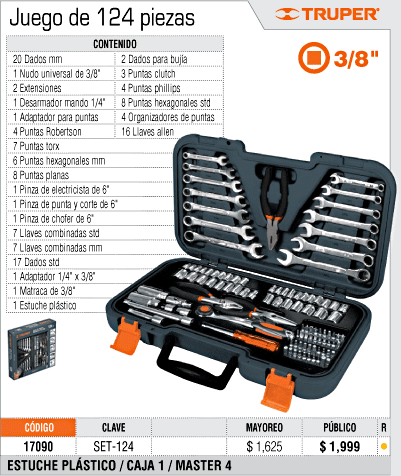 Juego de 124 piezas
TRUPER®
3/8"
CONTENIDO
20 Dados mm
1 Nudo universal de 3/8"
2 Extensiones
1 Desarmador mando 1/4"
1 Adaptador para puntas
4 Puntas Robertson
7 Puntas torx
6 Puntas hexagonales mm
8 Puntas planas
1 Pinza de electricista de 6"
1 Pinza de punta y corte de 6"
1 Pinza de chofer de 6"
7 Llaves combinadas std
7 Llaves combinadas mm
17 Dados std
1 Adaptador 1/4" x 3/8"
1 Matraca de 3/8"
1 Estuche plástico
2 Dados para bujía
3 Puntas clutch
4 Puntas phillips
8 Puntas hexagonales std
4 Organizadores de puntas
16 Llaves allen
CÓDIGO CLAVE MAYOREO PÚBLICO R
17090 SET-124 $ 1,625 $ 1,999
ESTUCHE PLÁSTICO / CAJA 1 / MASTER 4